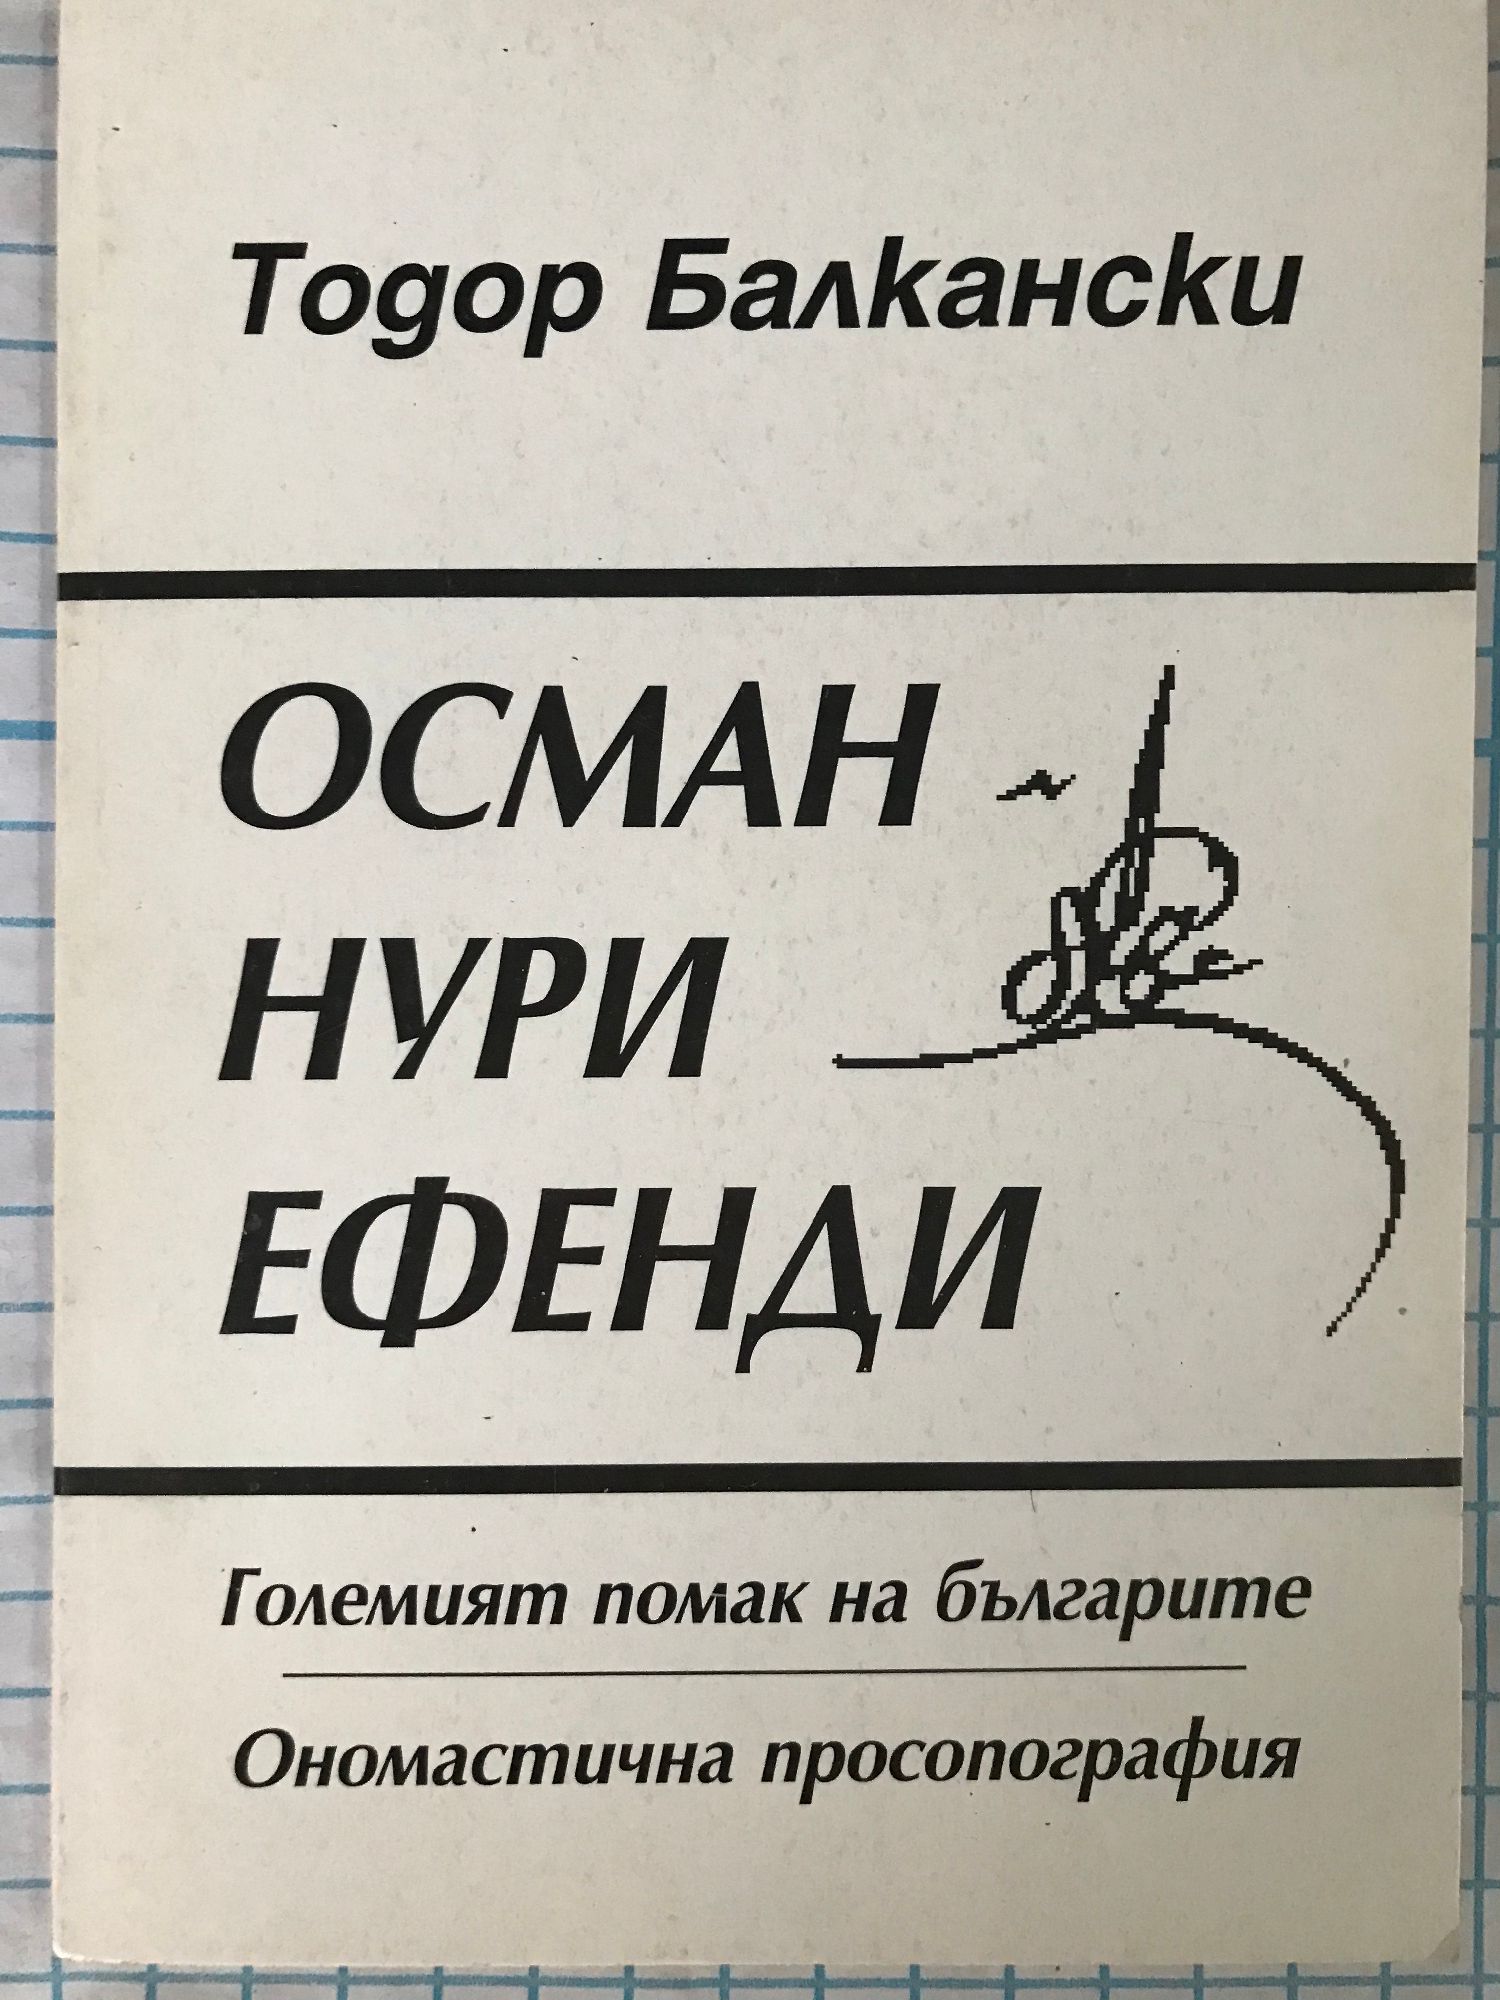 Тодор Балкански
ОСМАН
НУРИ
ЕФЕНДИ
Големият помак на българите
Ономастична просопография